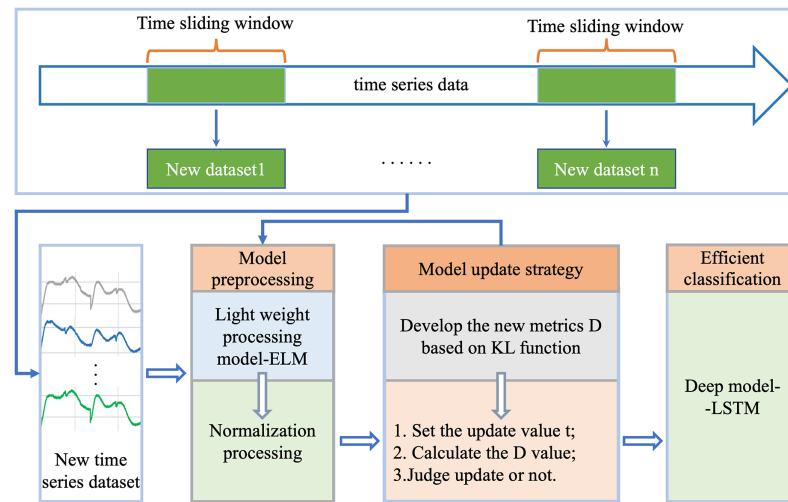 Time sliding window
Time sliding window
time series data
New dataset1
......
New dataset n
New time
series dataset
Model
preprocessing
Light weight
processing
model-ELM
Normalization
processing
Model update strategy
Develop the new metrics D
based on KL function
1. Set the update value t;
2. Calculate the D value;
3.Judge update or not.
Efficient
classification
Deep model-
-LSTM